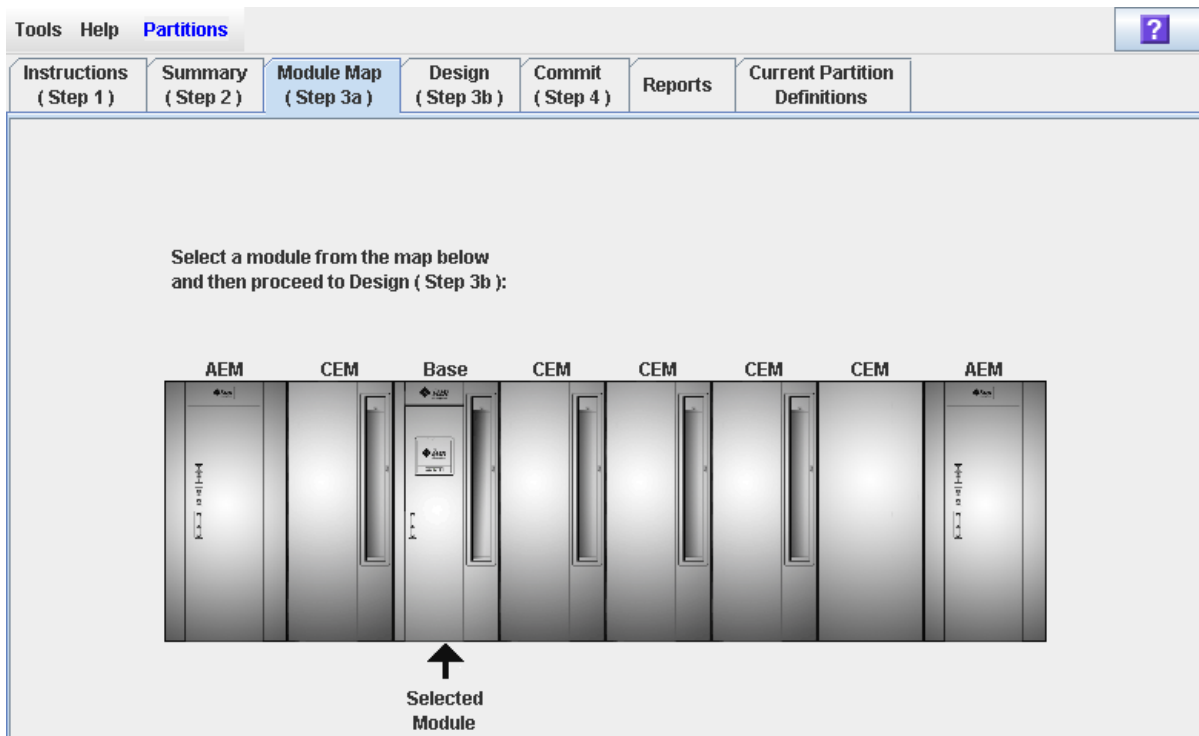 Tools Help Partitions
?
Instructions
( Step 1 )
Summary
( Step 2 )
Module Map
( Step 3a )
Design
( Step 3b )
Commit
( Step 4 )
Reports
Current Partition
Definitions
Select a module from the map below
and then proceed to Design ( Step 3b ):
AEM CEM Base CEM CEM CEM CEM AEM
Selected
Module